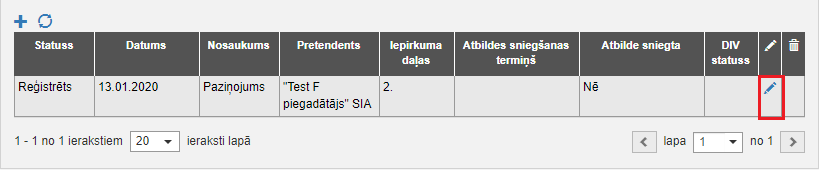 Statuss Datums Nosaukums Pretendents Iepirkuma daļas Atbildes sniegšanas termiņš Atbilde sniegta DIV statuss
Reģistrēts 13.01.2020 Paziņojums "Test F piegādātājs" SIA 2. Nē
1 - 1 no 1 ierakstiem 20 ieraksti lapā lapa 1 no 1